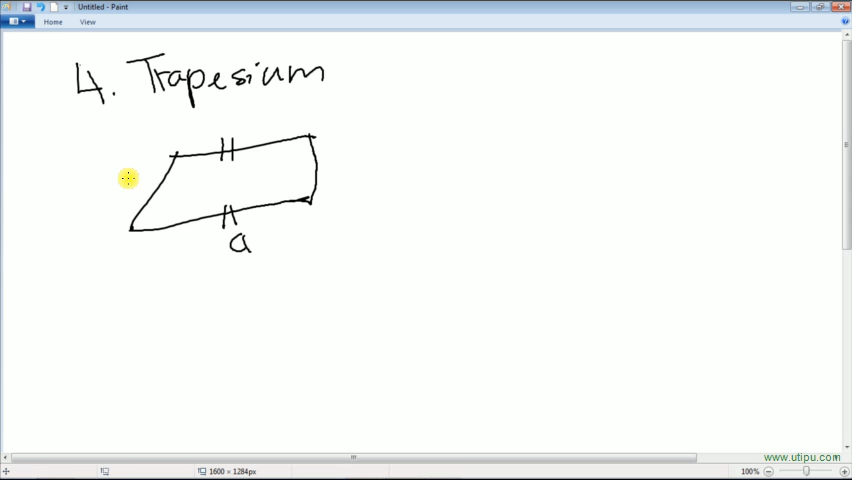 Untitled - Paint
Home View
4. Trapesium
a
www.utipu.com
1600 × 1284px
100%